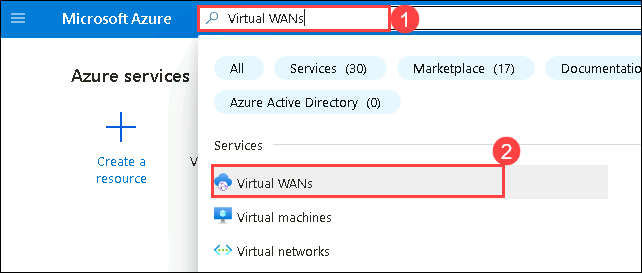 Microsoft Azure
Virtual WANs
1
All
Services (30)
Marketplace (17)
Documentatio
Azure Active Directory (0)
Azure services
Create a
resource
V
Services
2
Virtual WANs
Virtual machines
Virtual networks